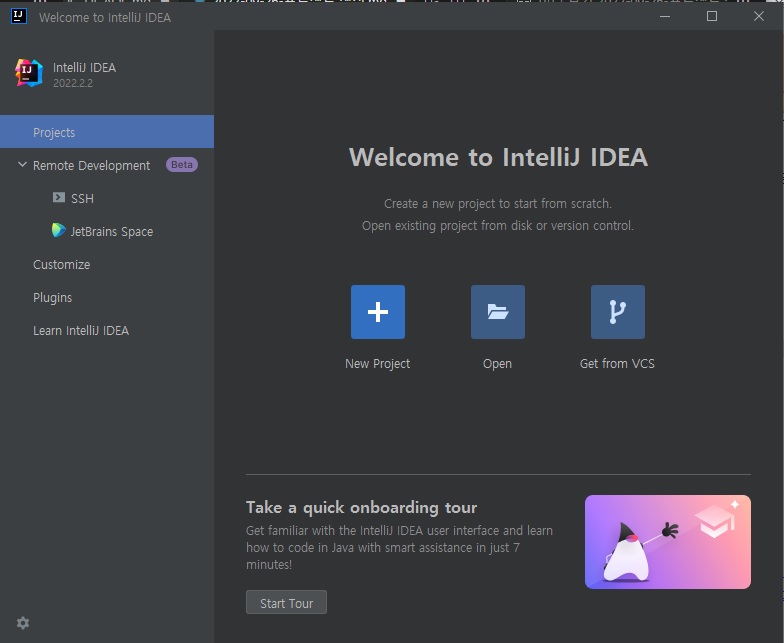 Welcome to IntelliJ IDEA
IntelliJ IDEA
2022.2.2
Projects
Remote Development Beta
SSH
JetBrains Space
Customize
Plugins
Learn IntelliJ IDEA
Welcome to IntelliJ IDEA
Create a new project to start from scratch.
Open existing project from disk or version control.
New Project
Open
Get from VCS
Take a quick onboarding tour
Get familiar with the IntelliJ IDEA user interface and learn
how to code in Java with smart assistance in just 7
minutes!
Start Tour